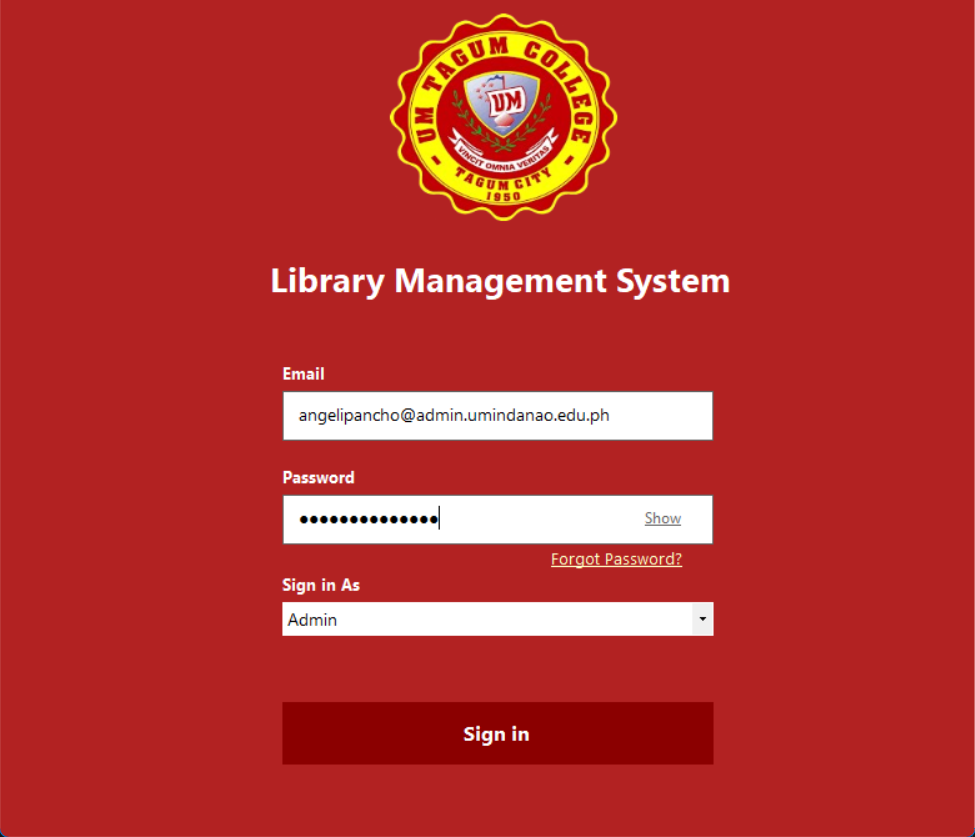 UM TAGUM COLLEGE
UM
VINCIT OMNIA VERITAS
TAGUM CITY
1950
Library Management System
Email
angelipancho@admin.umindanao.edu.ph
Password
●●●●●●●●●●●●●●
Show
Forgot Password?
Sign in As
Admin
Sign in